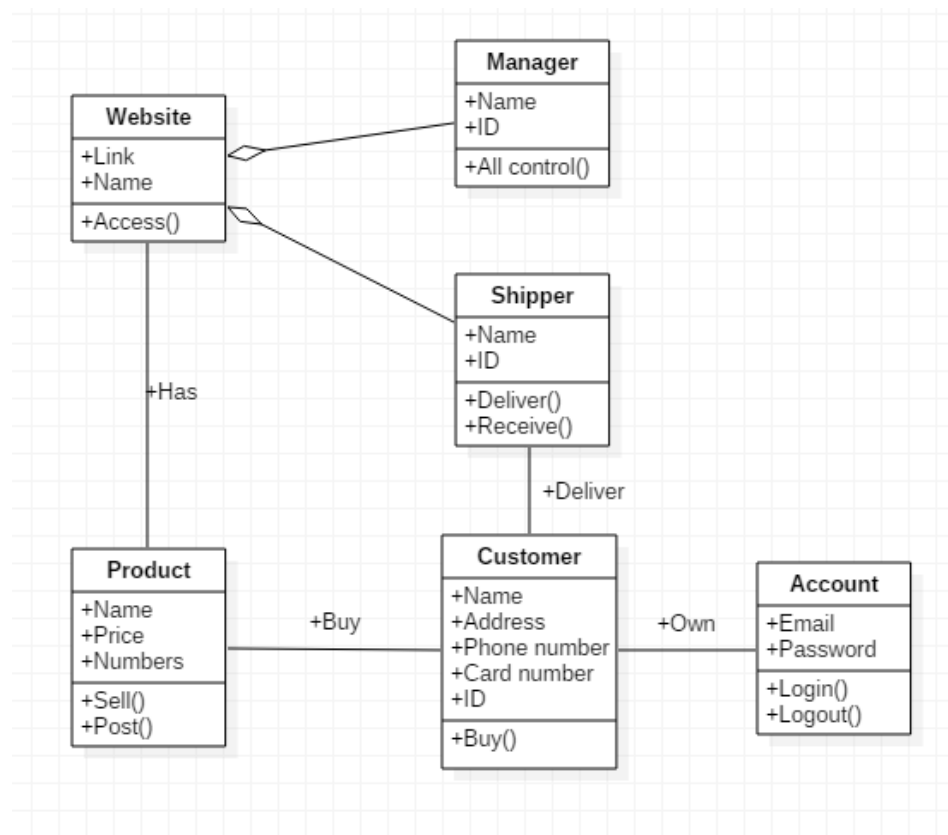 Manager
+Name
+ID
+All control()
Website
+Link
+Name
+Access()
Shipper
+Name
+ID
+Deliver()
+Receive()
+Has
+Deliver
Product
+Name
+Price
+Numbers
+Sell()
+Post()
+Buy
Customer
+Name
+Address
+Phone number
+Card number
+ID
+Buy()
+Own
Account
+Email
+Password
+Login()
+Logout()